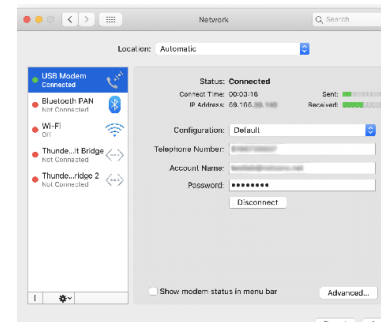 Network
Search
Location: Automatic
USB Modem
Connected
Bluetooth PAN
Not Connected
Wi-Fi
Off
Thunde...lt Bridge
Not Connected
Thunde...ridge 2
Not Connected
Status: Connected
Connect Time: 00:03:16
Sent:
IP Address: 69.166.
Received:
Configuration: Default
Telephone Number:
Account Name:
Password: ••••••••
Disconnect
Show modem status in menu bar
Advanced...